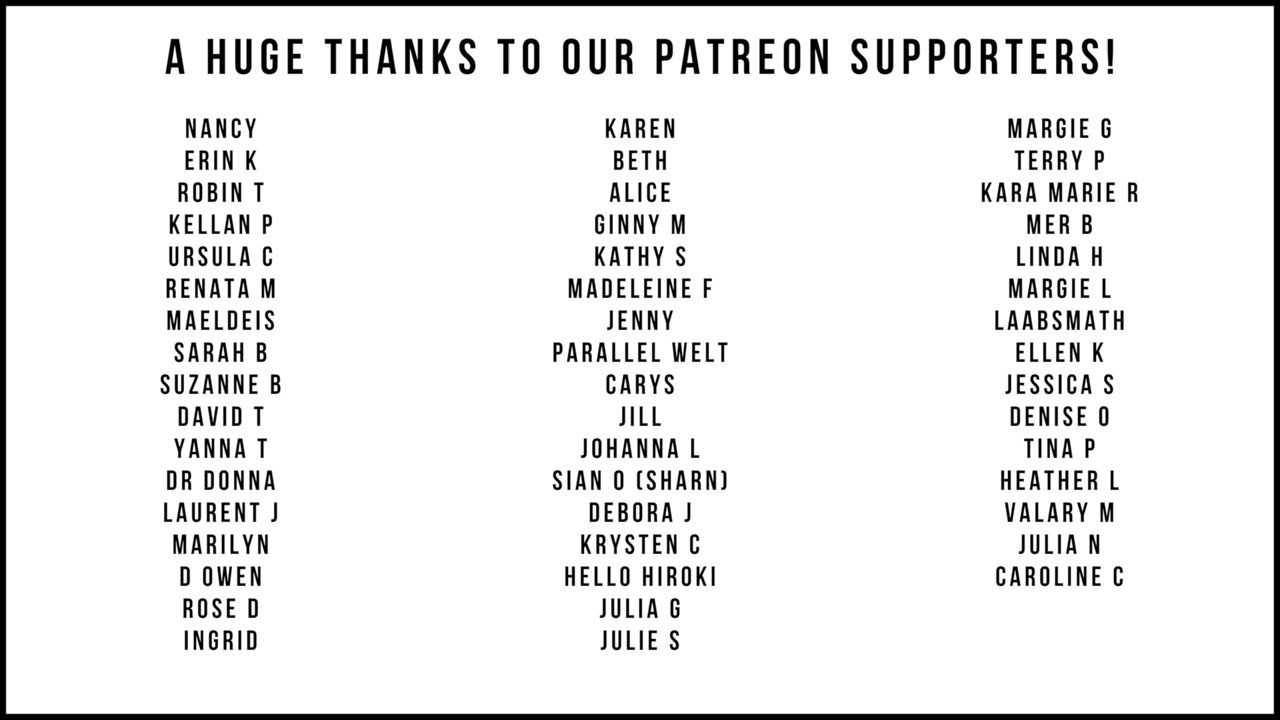 A HUGE THANKS TO OUR PATREON SUPPORTERS!
NANCY
ERIN K
ROBIN T
KELLAN P
URSULA C
RENATA M
MAELDEIS
SARAH B
SUZANNE B
DAVID T
YANNA T
DR DONNA
LAURENT J
MARILYN
D OWEN
ROSE D
INGRID
KAREN
BETH
ALICE
GINNY M
KATHY S
MADELEINE F
JENNY
PARALLEL WELT
CARYS
JILL
JOHANNA L
SIAN O (SHARN)
DEBORA J
KRYSTEN C
HELLO HIROKI
JULIA G
JULIE S
MARGIE G
TERRY P
KARA MARIE R
MER B
LINDA H
MARGIE L
LAABSMATH
ELLEN K
JESSICA S
DENISE O
TINA P
HEATHER L
VALARY M
JULIA N
CAROLINE C